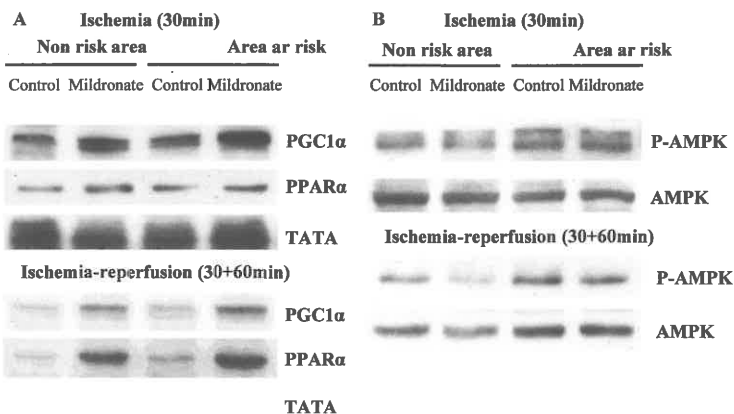 A
Ischemia (30min)
Non risk area Area ar risk
Control Mildronate Control Mildronate
PGC1α
PPARα
TATA
Ischemia-reperfusion (30+60min)
PGC1α
PPARα
TATA
B
Ischemia (30min)
Non risk area Area ar risk
Control Mildronate Control Mildronate
P-AMPK
AMPK
Ischemia-reperfusion (30+60min)
P-AMPK
AMPK